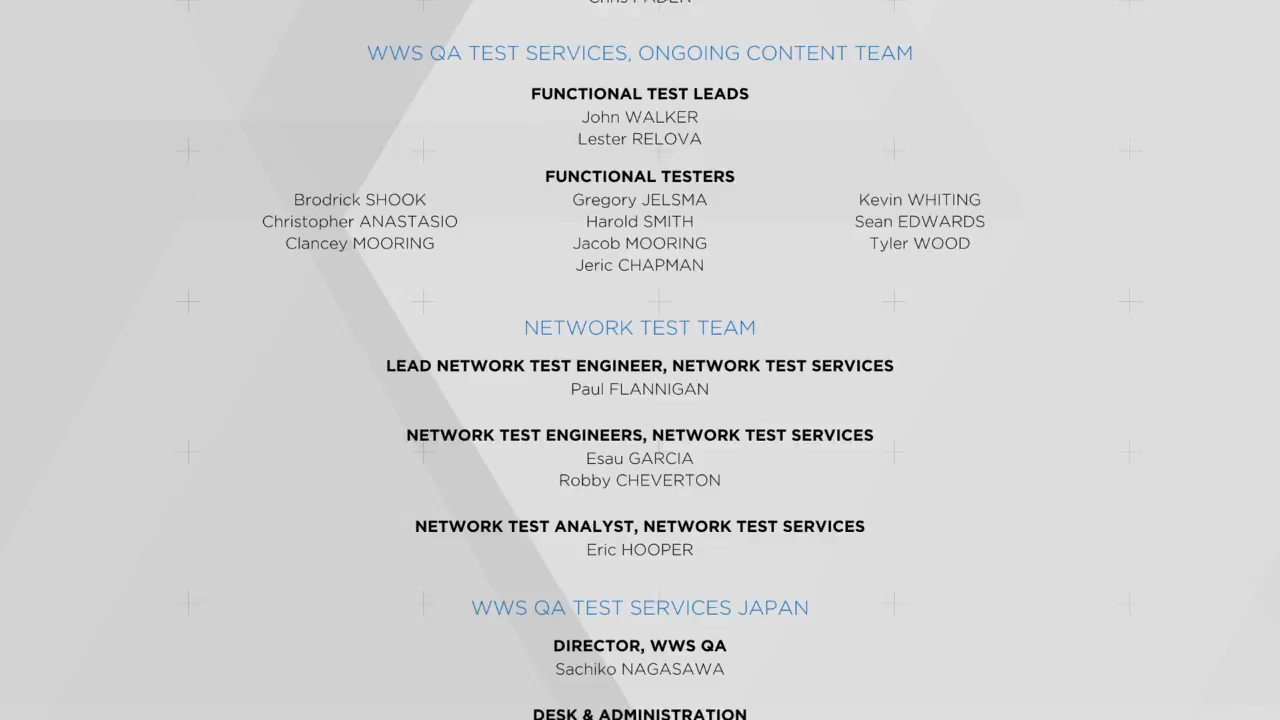 Chris PADER
WWS QA TEST SERVICES, ONGOING CONTENT TEAM
FUNCTIONAL TEST LEADS
John WALKER
Lester RELOVA
FUNCTIONAL TESTERS
Brodrick SHOOK Gregory JELSMA Kevin WHITING
Christopher ANASTASIO Harold SMITH Sean EDWARDS
Clancey MOORING Jacob MOORING Tyler WOOD
Jeric CHAPMAN
NETWORK TEST TEAM
LEAD NETWORK TEST ENGINEER, NETWORK TEST SERVICES
Paul FLANNIGAN
NETWORK TEST ENGINEERS, NETWORK TEST SERVICES
Esau GARCIA
Robby CHEVERTON
NETWORK TEST ANALYST, NETWORK TEST SERVICES
Eric HOOPER
WWS QA TEST SERVICES JAPAN
DIRECTOR, WWS QA
Sachiko NAGASAWA
DESK & ADMINISTRATION